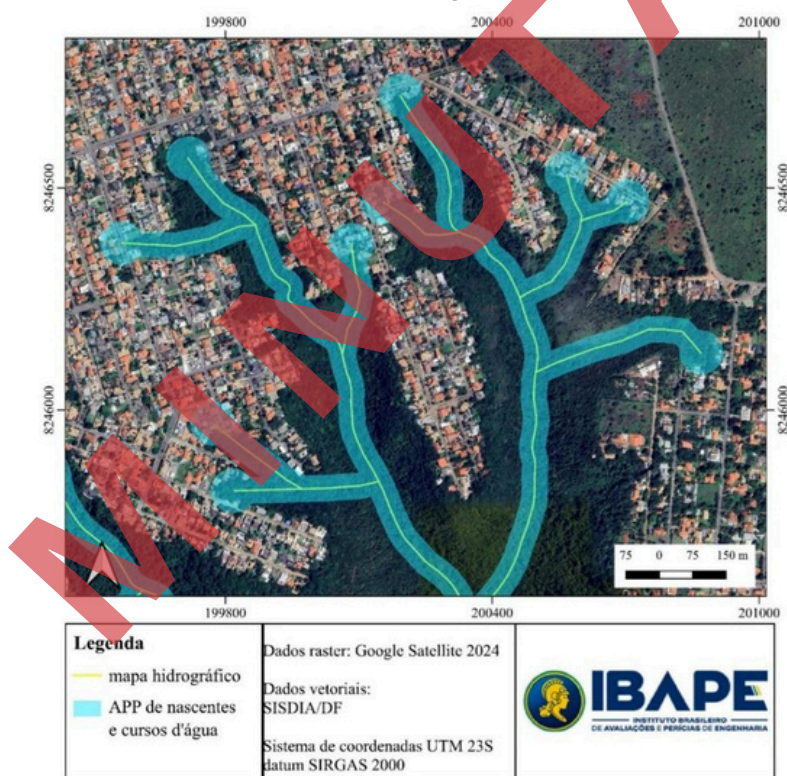 199800 200400 201000
8246500 8246500
8246000 8246000
MINUTA
75 0 75 150 m
199800 200400 201000
Legenda
mapa hidrográfico
APP de nascentes
e cursos d'água
Dados raster: Google Satellite 2024
Dados vetoriais:
SISDIA/DF
Sistema de coordenadas UTM 23S
datum SIRGAS 2000
IBAPE
INSTITUTO BRASILEIRO
DE AVALIAÇÕES E PERÍCIAS DE ENGENHARIA